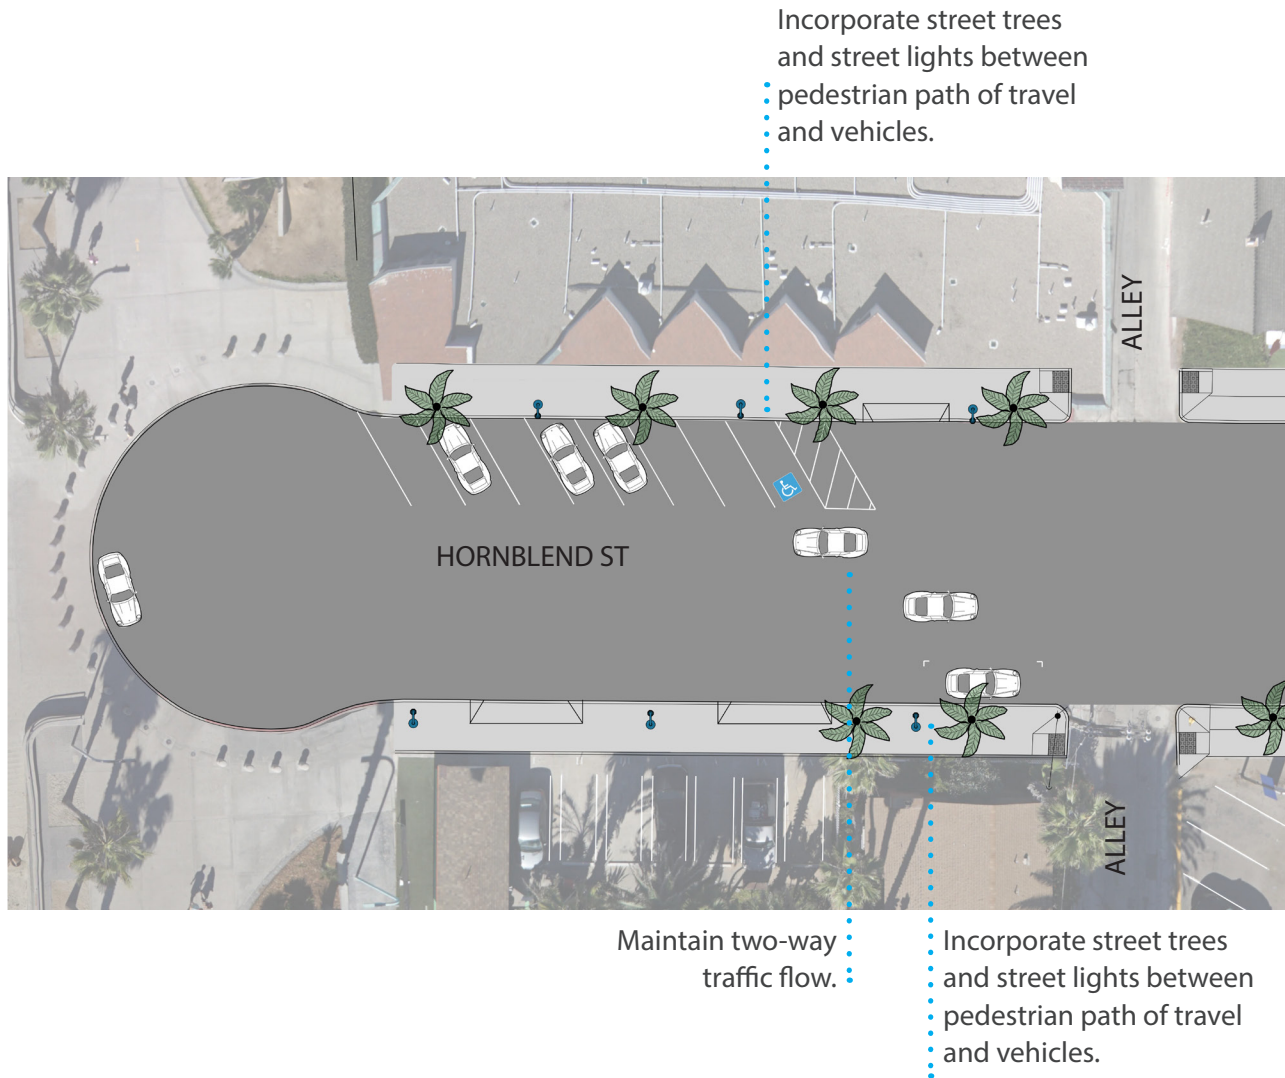 Incorporate street trees
and street lights between
pedestrian path of travel
and vehicles.
ALLEY
HORNBLEND ST
ALLEY
Maintain two-way
traffic flow.
Incorporate street trees
and street lights between
pedestrian path of travel
and vehicles.